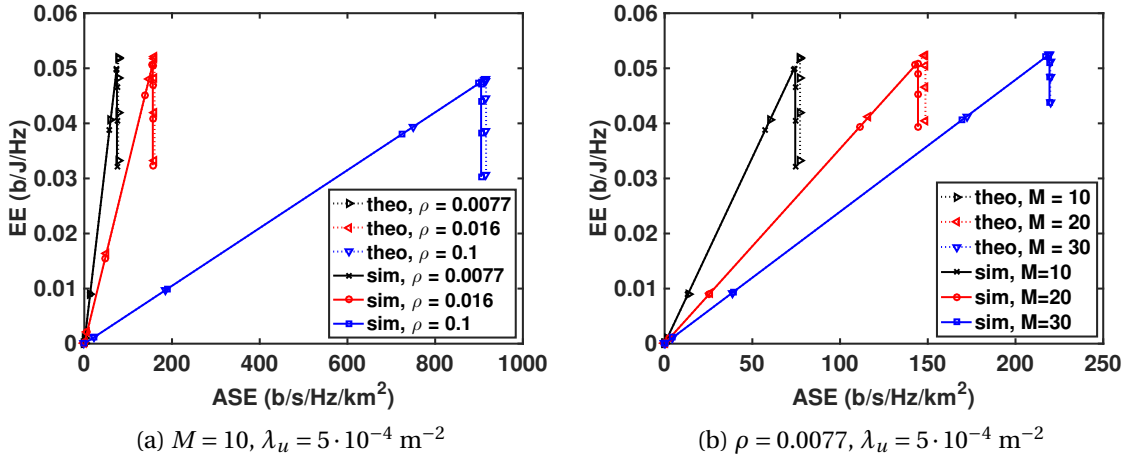 0.06
0.05
0.04
0.03
0.02
0.01
0
EE (b/J/Hz)
theo, ρ = 0.0077
theo, ρ = 0.016
theo, ρ = 0.1
sim, ρ = 0.0077
sim, ρ = 0.016
sim, ρ = 0.1
0 200 400 600 800 1000
ASE (b/s/Hz/km²)
(a) M = 10, λu = 5·10⁻⁴ m⁻²
0.06
0.05
0.04
0.03
0.02
0.01
0
EE (b/J/Hz)
theo, M = 10
theo, M = 20
theo, M = 30
sim, M=10
sim, M=20
sim, M=30
0 50 100 150 200 250
ASE (b/s/Hz/km²)
(b) ρ = 0.0077, λu = 5·10⁻⁴ m⁻²